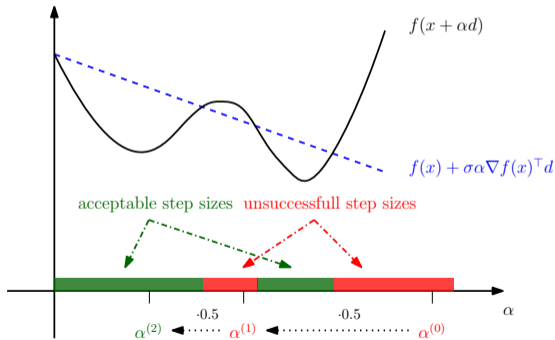 f(x + αd)
f(x) + σα∇f(x)⊤d
acceptable step sizes unsuccessfull step sizes
α
·0.5 ·0.5
α(2) α(1) α(0)